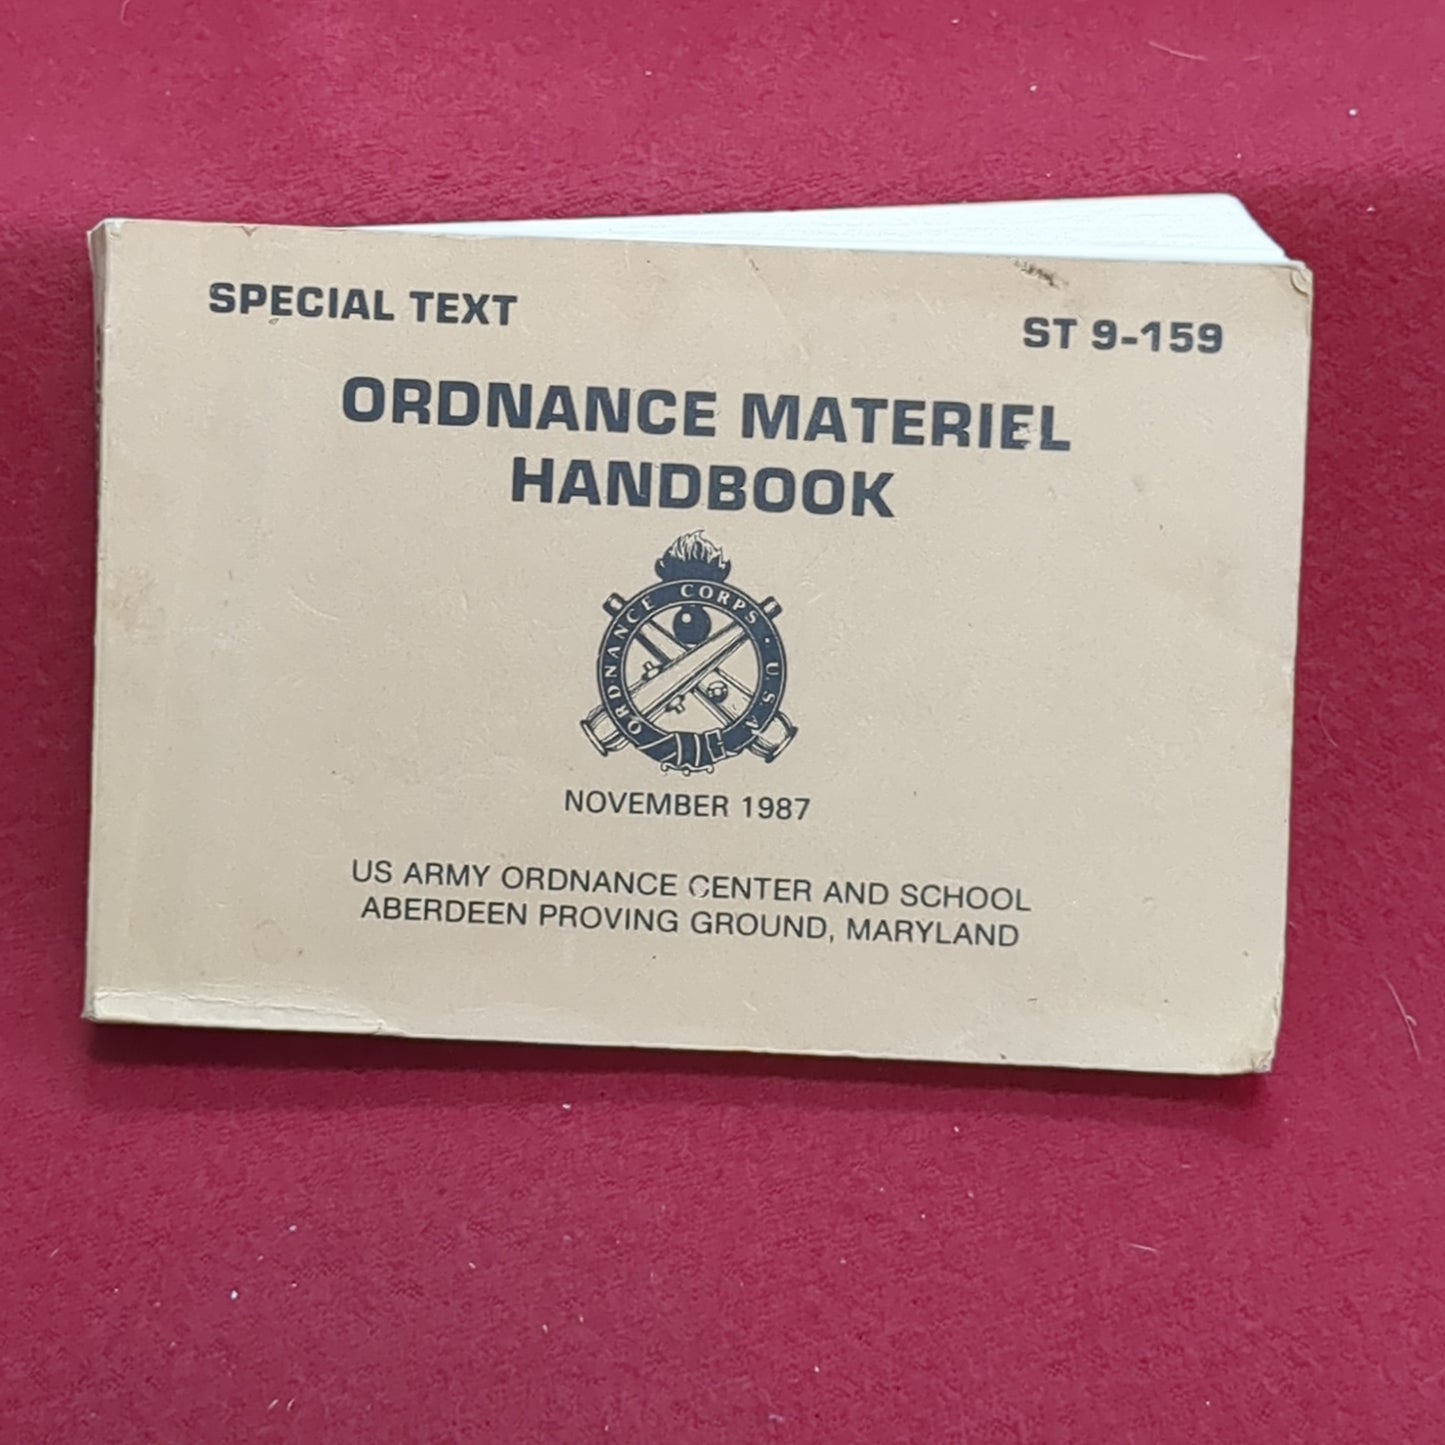 SPECIAL TEXT
ST 9-159
ORDNANCE MATERIEL
HANDBOOK
ORDNANCE CORPS · U.S.A
NOVEMBER 1987
US ARMY ORDNANCE CENTER AND SCHOOL
ABERDEEN PROVING GROUND, MARYLAND